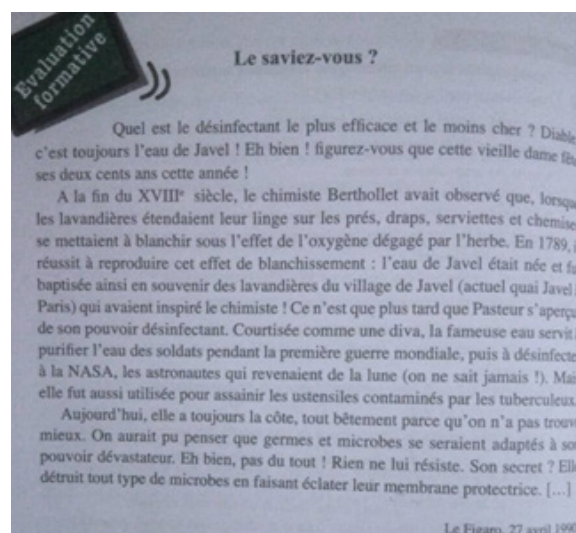 Evaluation
formative
Le saviez-vous ?
Quel est le désinfectant le plus efficace et le moins cher ? Diable,
c'est toujours l'eau de Javel ! Eh bien ! figurez-vous que cette vieille dame
ses deux cents ans cette année !
A la fin du XVIIIe siècle, le chimiste Berthollet avait observé que,
les lavandières étendaient leur linge sur les prés, draps, serviettes et
se mettaient à blanchir sous l'effet de l'oxygène dégagé par l'herbe. En 1789,
réussit à reproduire cet effet de blanchissement : l'eau de Javel était née et
baptisée ainsi en souvenir des lavandières du village de Javel (actuel quai Javel
Paris) qui avaient inspiré le chimiste ! Ce n'est que plus tard que Pasteur
de son pouvoir désinfectant. Courtisée comme une diva, la fameuse eau servit
purifier l'eau des soldats pendant la première guerre mondiale, puis à
à la NASA, les astronautes qui revenaient de la lune (on ne sait jamais !).
elle fut aussi utilisée pour assainir les ustensiles contaminés par les tuberculeux.
Aujourd'hui, elle a toujours la côte, tout bêtement parce qu'on n'a pas
mieux. On aurait pu penser que germes et microbes se seraient adaptés à
pouvoir dévastateur. Eh bien, pas du tout ! Rien ne lui résiste. Son secret ?
détruit tout type de microbes en faisant éclater leur membrane protectrice. [...]
Le Figaro, 27 avril